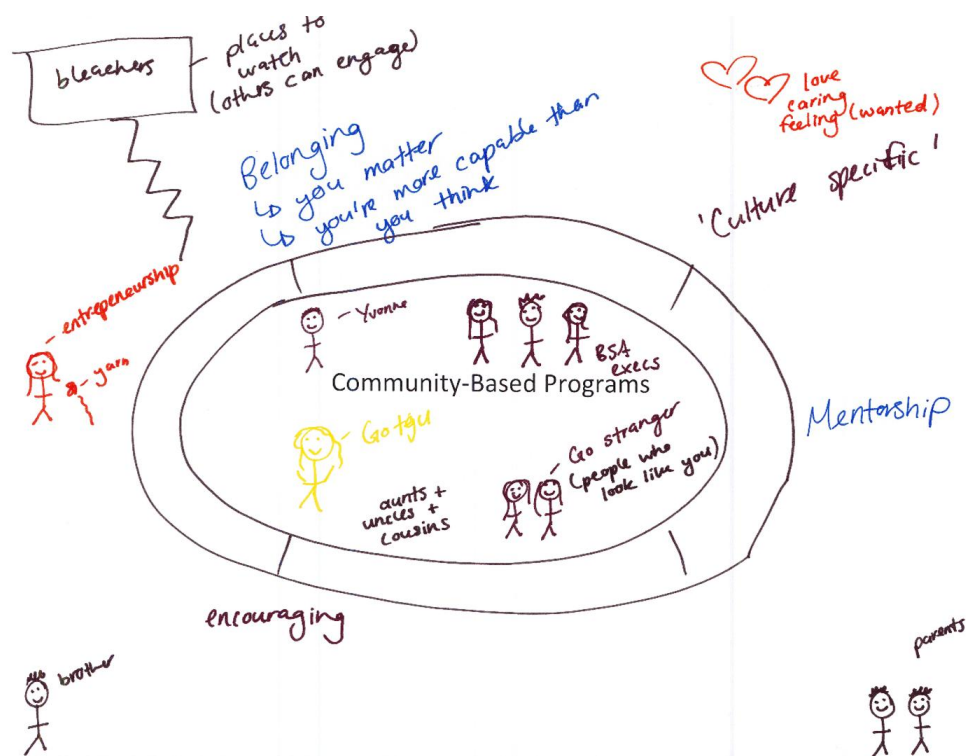 bleachers
places to
watch
(others can engage)
love
caring
feeling (wanted)
'Culture specific'
Belonging
↳ you matter
↳ you're more capable than
you think
entrepeneurship
yarn
Yvonne
BSA
execs
Community-Based Programs
Mentorship
Go stranger
(people who
look like you)
aunts +
uncles +
cousins
encouraging
brother
parents